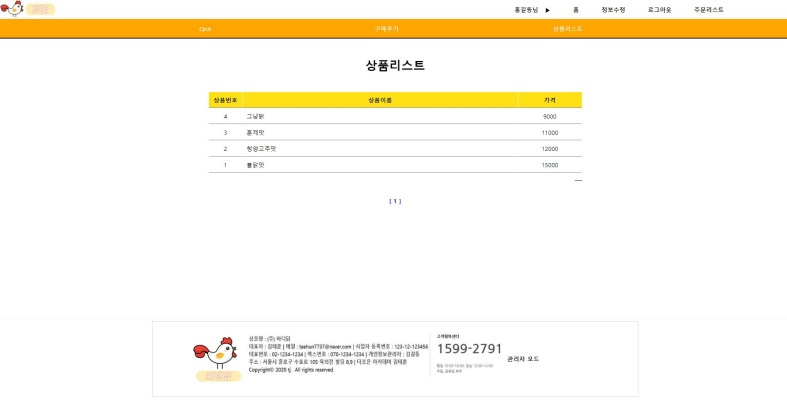 홍길동님 ▶ 홈 정보수정 로그아웃 주문리스트
QnA 구매후기 상품리스트
상품리스트
상품번호 상품이름 가격
4 그냥닭 9000
3 훈제맛 11000
2 청양고추맛 12000
1 불닭맛 15000
[ 1 ]
상호명 : (주) 바디닭
대표자 : 김태훈 | 메일 : taehun7737@naver.com | 사업자 등록번호 : 123-12-123456
대표번호 : 02-1234-1234 | 팩스번호 : 070-1234-1234 | 개인정보관리자 : 김길동
주소 : 서울시 종로구 수표로 105 육의전 빌딩 8,9 | 더조은 아카데미 김태훈
Copyright© 2020 tj . All rights reserved.
고객행복센터
1599-2791
관리자 모드